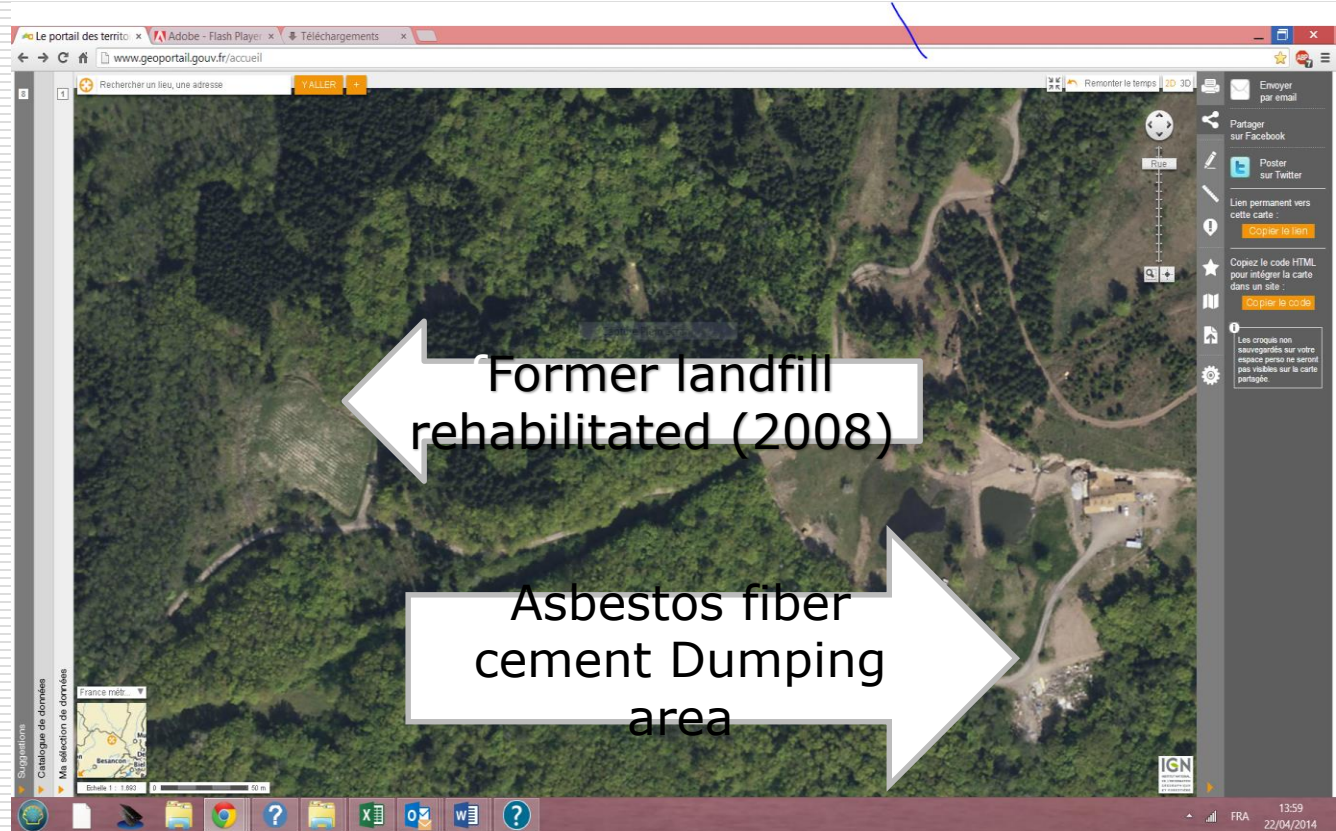 Le portail des territo
Adobe - Flash Player
Téléchargements
www.geoportail.gouv.fr/accueil
Rechercher un lieu, une adresse
Y ALLER
+
Remonter le temps
2D 3D
Envoyer
par email
Partager
sur Facebook
Poster
sur Twitter
Rue
Lien permanent vers
cette carte :
Copier le lien
Copiez le code HTML
pour intégrer la carte
dans un site :
Copier le code
Les croquis non
sauvegardés sur votre
espace perso ne seront
pas visibles sur la carte
partagée.
Former landfill
rehabilitated (2008)
Asbestos fiber
cement Dumping
area
Suggestions
Catalogue de données
Ma sélection de données
8
1
France métr...
Besancon
Echelle 1 : 1.893
0
50 m
IGN
FRA
13:59
22/04/2014